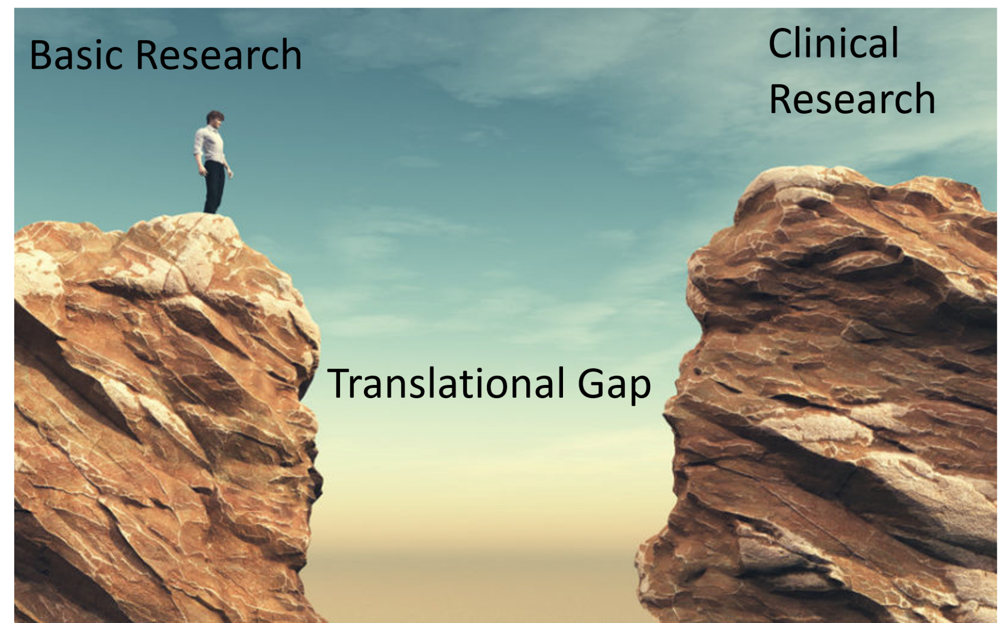 Basic Research
Clinical
Research
Translational Gap